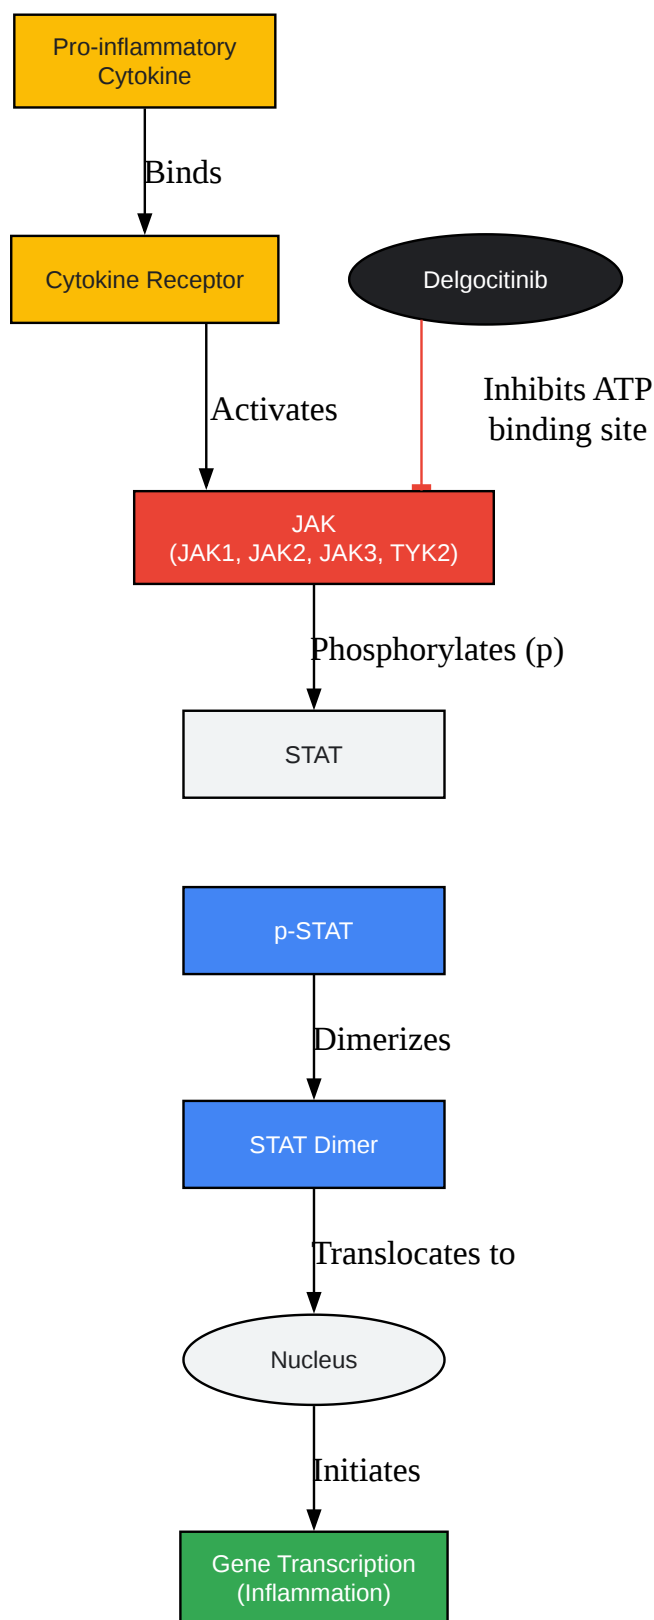 Pro-inflammatory
Cytokine
Binds
Cytokine Receptor
Delgocitinib
Activates
Inhibits ATP
binding site
JAK
(JAK1, JAK2, JAK3, TYK2)
Phosphorylates (p)
STAT
p-STAT
Dimerizes
STAT Dimer
Translocates to
Nucleus
Initiates
Gene Transcription
(Inflammation)